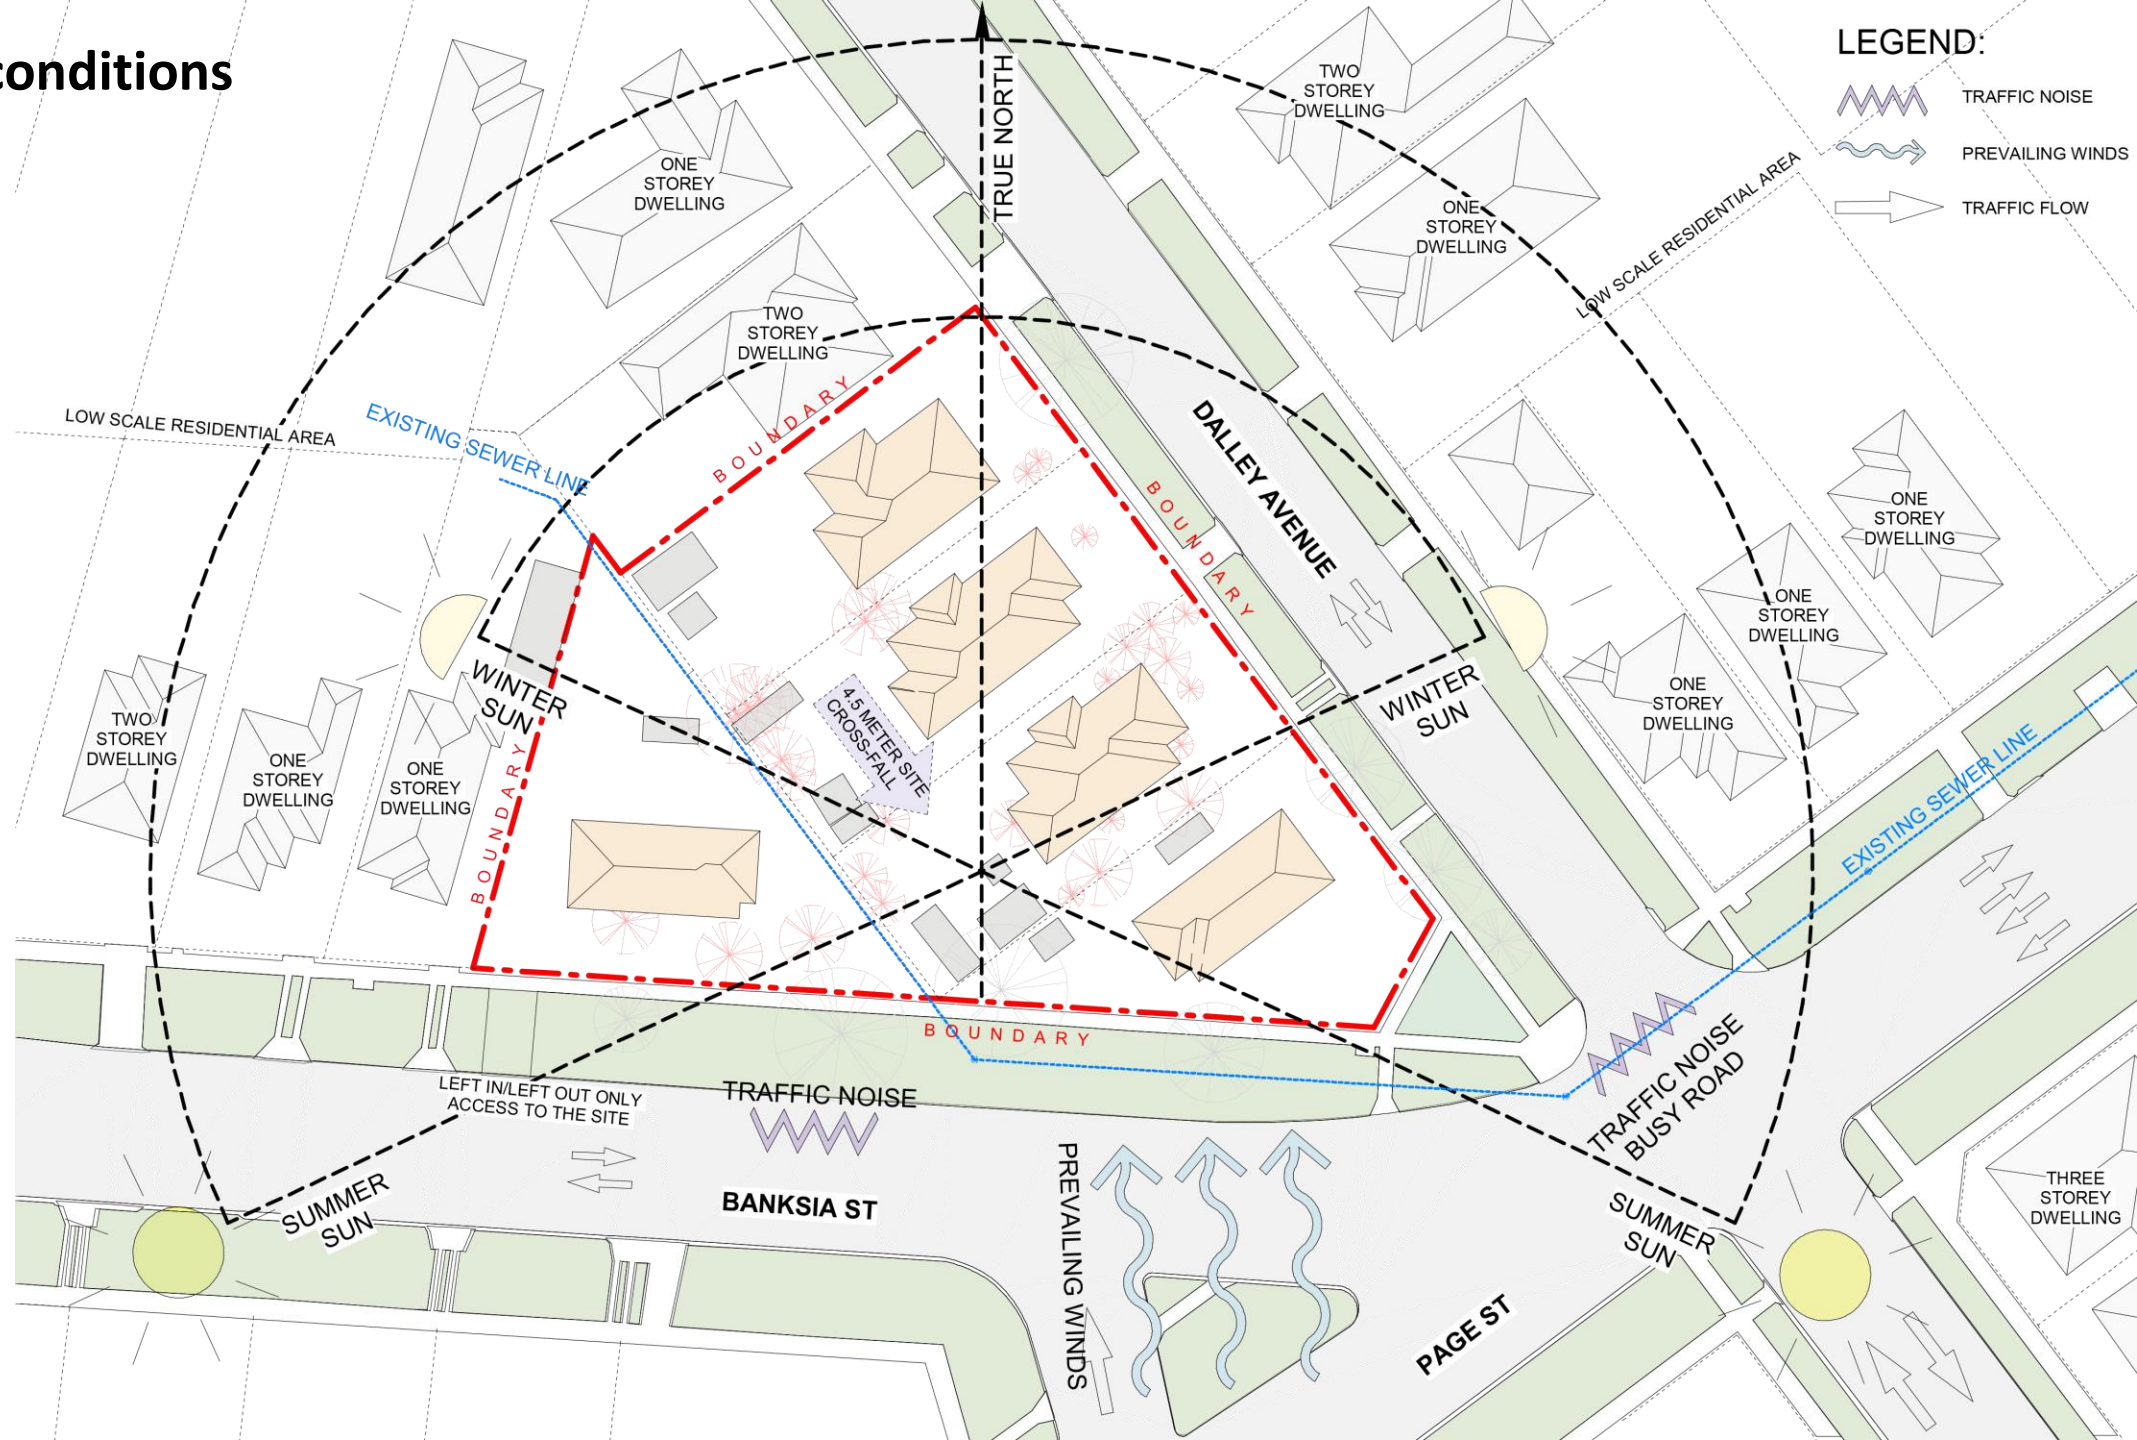 conditions
LEGEND:
TRAFFIC NOISE
PREVAILING WINDS
TRAFFIC FLOW
TRUE NORTH
TWO
STOREY
DWELLING
ONE
STOREY
DWELLING
ONE
STOREY
DWELLING
LOW SCALE RESIDENTIAL AREA
TWO
STOREY
DWELLING
LOW SCALE RESIDENTIAL AREA
EXISTING SEWER LINE
BOUNDARY
BOUNDARY
DALLEY AVENUE
ONE
STOREY
DWELLING
ONE
STOREY
DWELLING
ONE
STOREY
DWELLING
WINTER
SUN
WINTER
SUN
4.5 METER SITE
CROSS-FALL
TWO
STOREY
DWELLING
ONE
STOREY
DWELLING
ONE
STOREY
DWELLING
BOUNDARY
EXISTING SEWER LINE
BOUNDARY
LEFT IN/LEFT OUT ONLY
ACCESS TO THE SITE
TRAFFIC NOISE
TRAFFIC NOISE
BUSY ROAD
BANKSIA ST
PREVAILING WINDS
SUMMER
SUN
SUMMER
SUN
PAGE ST
THREE
STOREY
DWELLING